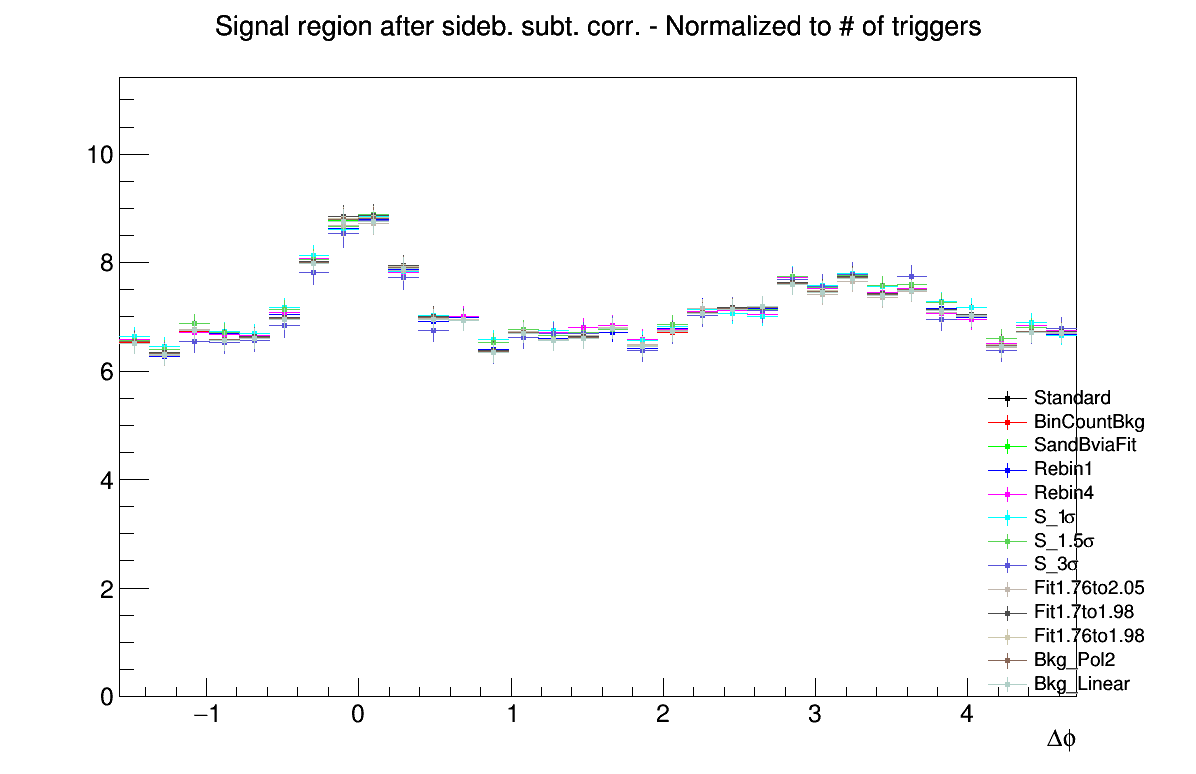 Signal region after sideb. subt. corr. - Normalized to # of triggers
10
8
6
4
2
0
−1
0
1
2
3
4
Δϕ
Standard
BinCountBkg
SandBviaFit
Rebin1
Rebin4
S_1σ
S_1.5σ
S_3σ
Fit1.76to2.05
Fit1.7to1.98
Fit1.76to1.98
Bkg_Pol2
Bkg_Linear